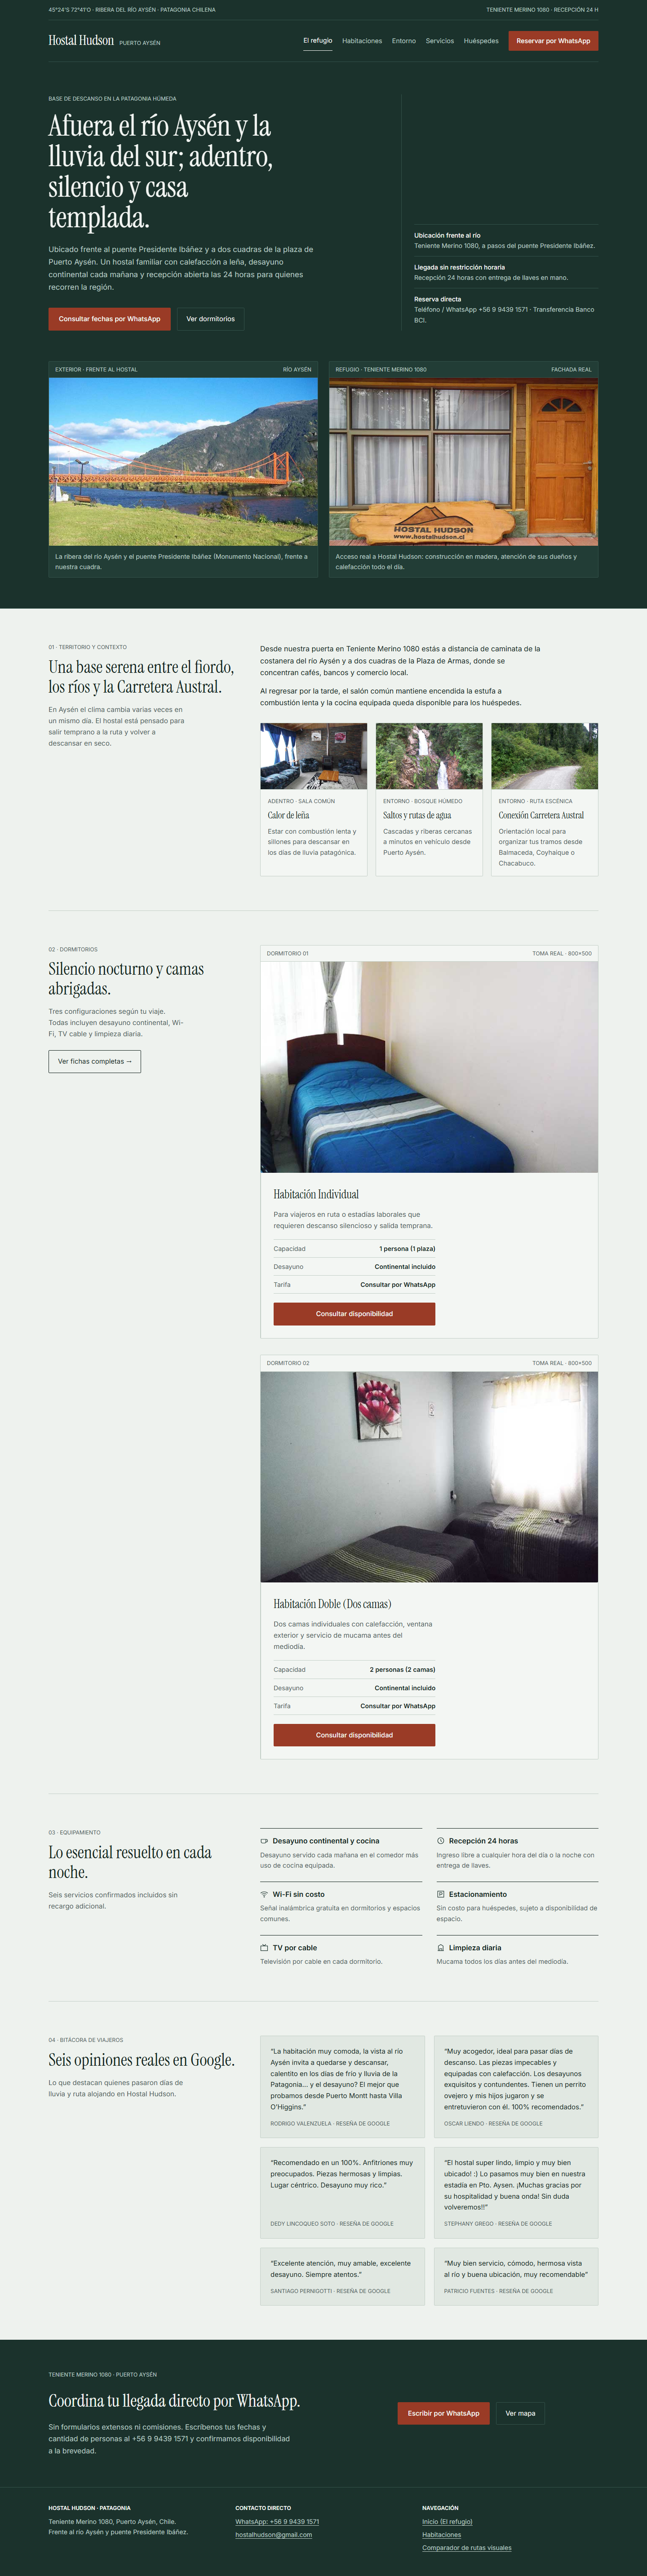 45°24'S 72°41'O · RIBERA DEL RÍO AYSÉN · PATAGONIA CHILENA
TENIENTE MERINO 1080 · RECEPCIÓN 24 H
Hostal Hudson PUERTO AYSÉN
El refugio
Habitaciones
Entorno
Servicios
Huéspedes
Reservar por WhatsApp
BASE DE DESCANSO EN LA PATAGONIA HÚMEDA
Afuera el río Aysén y la
lluvia del sur; adentro,
silencio y casa
templada.
Ubicado frente al puente Presidente Ibáñez y a dos cuadras de la plaza de
Puerto Aysén. Un hostal familiar con calefacción a leña, desayuno
continental cada mañana y recepción abierta las 24 horas para quienes
recorren la región.
Consultar fechas por WhatsApp
Ver dormitorios
Ubicación frente al río
Teniente Merino 1080, a pasos del puente Presidente Ibáñez.
Llegada sin restricción horaria
Recepción 24 horas con entrega de llaves en mano.
Reserva directa
Teléfono / WhatsApp +56 9 9439 1571 · Transferencia Banco
BCI.
EXTERIOR · FRENTE AL HOSTAL
RÍO AYSÉN
La ribera del río Aysén y el puente Presidente Ibáñez (Monumento Nacional), frente a
nuestra cuadra.
REFUGIO · TENIENTE MERINO 1080
FACHADA REAL
HOSTAL HUDSON
www.hostalhudson.cl
Acceso real a Hostal Hudson: construcción en madera, atención de sus dueños y
calefacción todo el día.
01 · TERRITORIO Y CONTEXTO
Una base serena entre el fiordo,
los ríos y la Carretera Austral.
En Aysén el clima cambia varias veces en
un mismo día. El hostal está pensado para
salir temprano a la ruta y volver a
descansar en seco.
Desde nuestra puerta en Teniente Merino 1080 estás a distancia de caminata de la
costanera del río Aysén y a dos cuadras de la Plaza de Armas, donde se
concentran cafés, bancos y comercio local.
Al regresar por la tarde, el salón común mantiene encendida la estufa a
combustión lenta y la cocina equipada queda disponible para los huéspedes.
ADENTRO · SALA COMÚN
Calor de leña
Estar con combustión lenta y
sillones para descansar en
los días de lluvia patagónica.
ENTORNO · BOSQUE HÚMEDO
Saltos y rutas de agua
Cascadas y riberas cercanas
a minutos en vehículo desde
Puerto Aysén.
ENTORNO · RUTA ESCÉNICA
Conexión Carretera Austral
Orientación local para
organizar tus tramos desde
Balmaceda, Coyhaique o
Chacabuco.
02 · DORMITORIOS
Silencio nocturno y camas
abrigadas.
Tres configuraciones según tu viaje.
Todas incluyen desayuno continental, Wi-
Fi, TV cable y limpieza diaria.
Ver fichas completas →
DORMITORIO 01
TOMA REAL · 800×500
Habitación Individual
Para viajeros en ruta o estadías laborales que
requieren descanso silencioso y salida temprana.
Capacidad 1 persona (1 plaza)
Desayuno Continental incluido
Tarifa Consultar por WhatsApp
Consultar disponibilidad
DORMITORIO 02
TOMA REAL · 800×500
Habitación Doble (Dos camas)
Dos camas individuales con calefacción, ventana
exterior y servicio de mucama antes del
mediodía.
Capacidad 2 personas (2 camas)
Desayuno Continental incluido
Tarifa Consultar por WhatsApp
Consultar disponibilidad
03 · EQUIPAMIENTO
Lo esencial resuelto en cada
noche.
Seis servicios confirmados incluidos sin
recargo adicional.
Desayuno continental y cocina
Desayuno servido cada mañana en el comedor más
uso de cocina equipada.
Recepción 24 horas
Ingreso libre a cualquier hora del día o la noche con
entrega de llaves.
Wi-Fi sin costo
Señal inalámbrica gratuita en dormitorios y espacios
comunes.
Estacionamiento
Sin costo para huéspedes, sujeto a disponibilidad de
espacio.
TV por cable
Televisión por cable en cada dormitorio.
Limpieza diaria
Mucama todos los días antes del mediodía.
04 · BITÁCORA DE VIAJEROS
Seis opiniones reales en Google.
Lo que destacan quienes pasaron días de
lluvia y ruta alojando en Hostal Hudson.
“La habitación muy comoda, la vista al río
Aysén invita a quedarse y descansar,
calentito en los días de frío y lluvia de la
Patagonia... y el desayuno? El mejor que
probamos desde Puerto Montt hasta Villa
O'Higgins.”
RODRIGO VALENZUELA · RESEÑA DE GOOGLE
“Muy acogedor, ideal para pasar días de
descanso. Las piezas impecables y
equipadas con calefacción. Los desayunos
exquisitos y contundentes. Tienen un perrito
ovejero y mis hijos jugaron y se
entretuvieron con él. 100% recomendados.”
OSCAR LIENDO · RESEÑA DE GOOGLE
“Recomendado en un 100%. Anfitriones muy
preocupados. Piezas hermosas y limpias.
Lugar céntrico. Desayuno muy rico.”
DEDY LINCOQUEO SOTO · RESEÑA DE GOOGLE
“El hostal super lindo, limpio y muy bien
ubicado! :) Lo pasamos muy bien en nuestra
estadía en Pto. Aysen. ¡Muchas gracias por
su hospitalidad y buena onda! Sin duda
volveremos!!”
STEPHANY GREGO · RESEÑA DE GOOGLE
“Excelente atención, muy amable, excelente
desayuno. Siempre atentos.”
SANTIAGO PERNIGOTTI · RESEÑA DE GOOGLE
“Muy bien servicio, cómodo, hermosa vista
al río y buena ubicación, muy recomendable”
PATRICIO FUENTES · RESEÑA DE GOOGLE
TENIENTE MERINO 1080 · PUERTO AYSÉN
Coordina tu llegada directo por WhatsApp.
Sin formularios extensos ni comisiones. Escríbenos tus fechas y
cantidad de personas al +56 9 9439 1571 y confirmamos disponibilidad
a la brevedad.
Escribir por WhatsApp
Ver mapa
HOSTAL HUDSON · PATAGONIA
Teniente Merino 1080, Puerto Aysén, Chile.
Frente al río Aysén y puente Presidente Ibáñez.
CONTACTO DIRECTO
WhatsApp: +56 9 9439 1571
hostalhudson@gmail.com
NAVEGACIÓN
Inicio (El refugio)
Habitaciones
Comparador de rutas visuales